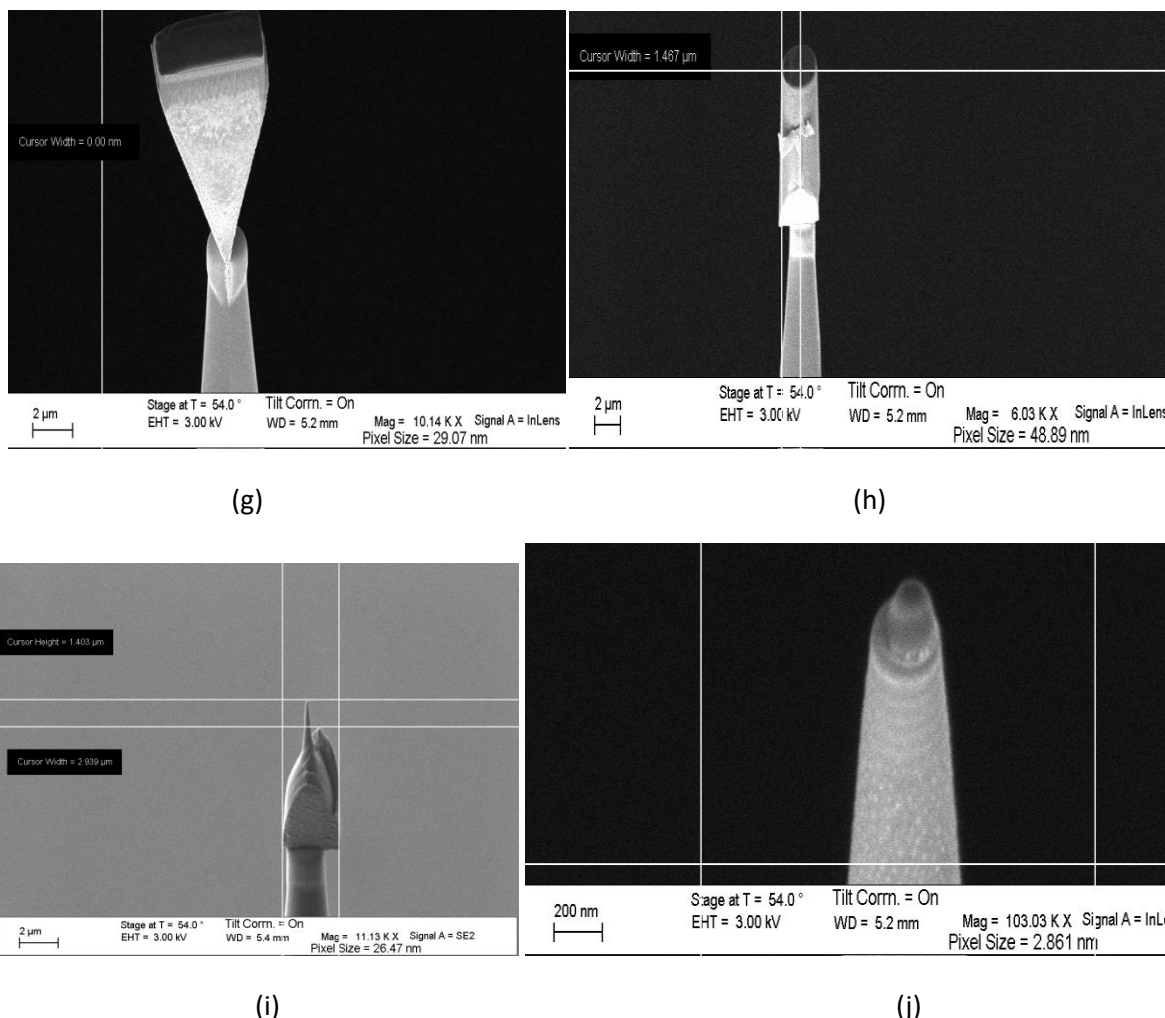 Cursor Width = 0.00 nm
2 µm
Stage at T = 54.0 °
Tilt Corrn. = On
EHT = 3.00 kV
WD = 5.2 mm
Mag = 10.14 K X
Signal A = InLens
Pixel Size = 29.07 nm
(g)
Cursor Width = 1.467 µm
2 µm
Stage at T = 54.0 °
Tilt Corrn. = On
EHT = 3.00 kV
WD = 5.2 mm
Mag = 6.03 K X
Signal A = InLens
Pixel Size = 48.89 nm
(h)
Cursor Height = 1.403 µm
Cursor Width = 2.939 µm
2 µm
Stage at T = 54.0 °
Tilt Corrn. = On
EHT = 3.00 kV
WD = 5.4 mm
Mag = 11.13 K X
Signal A = SE2
Pixel Size = 26.47 nm
(i)
200 nm
Stage at T = 54.0 °
Tilt Corrn. = On
EHT = 3.00 kV
WD = 5.2 mm
Mag = 103.03 K X
Signal A = InLe
Pixel Size = 2.861 nm
(j)